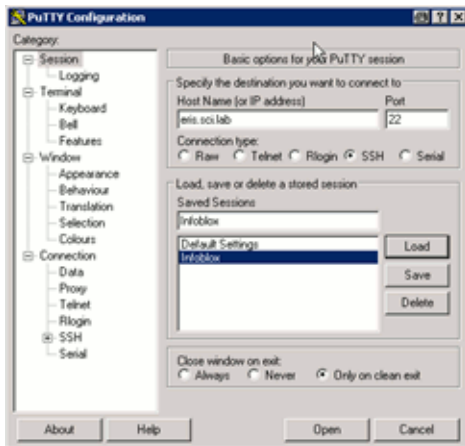 PuTTY Configuration
Category:
Session
Logging
Terminal
Keyboard
Bell
Features
Window
Appearance
Behaviour
Translation
Selection
Colours
Connection
Data
Proxy
Telnet
Rlogin
SSH
Serial
Basic options for your PuTTY session
Specify the destination you want to connect to
Host Name (or IP address) Port
eris.sci.lab 22
Connection type:
Raw Telnet Rlogin SSH Serial
Load, save or delete a stored session
Saved Sessions
Infoblox
Default Settings
Infoblox
Load
Save
Delete
Close window on exit:
Always Never Only on clean exit
About Help Open Cancel